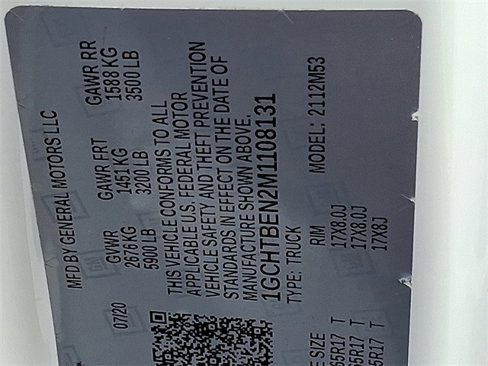 MFD BY GENERAL MOTORS LLC
07/20 GVWR GAWR FRT GAWR RR
2676 KG 1451 KG 1588 KG
5900 LB 3200 LB 3500 LB
THIS VEHICLE CONFORMS TO ALL
APPLICABLE U.S. FEDERAL MOTOR
VEHICLE SAFETY AND THEFT PREVENTION
STANDARDS IN EFFECT ON THE DATE OF
MANUFACTURE SHOWN ABOVE.
1GCHTBEN2M1108131
TYPE: TRUCK MODEL: 2112M53
E SIZE RIM
65R17 T 17X8.0J
65R17 T 17X8.0J
5R17 T 17X8J